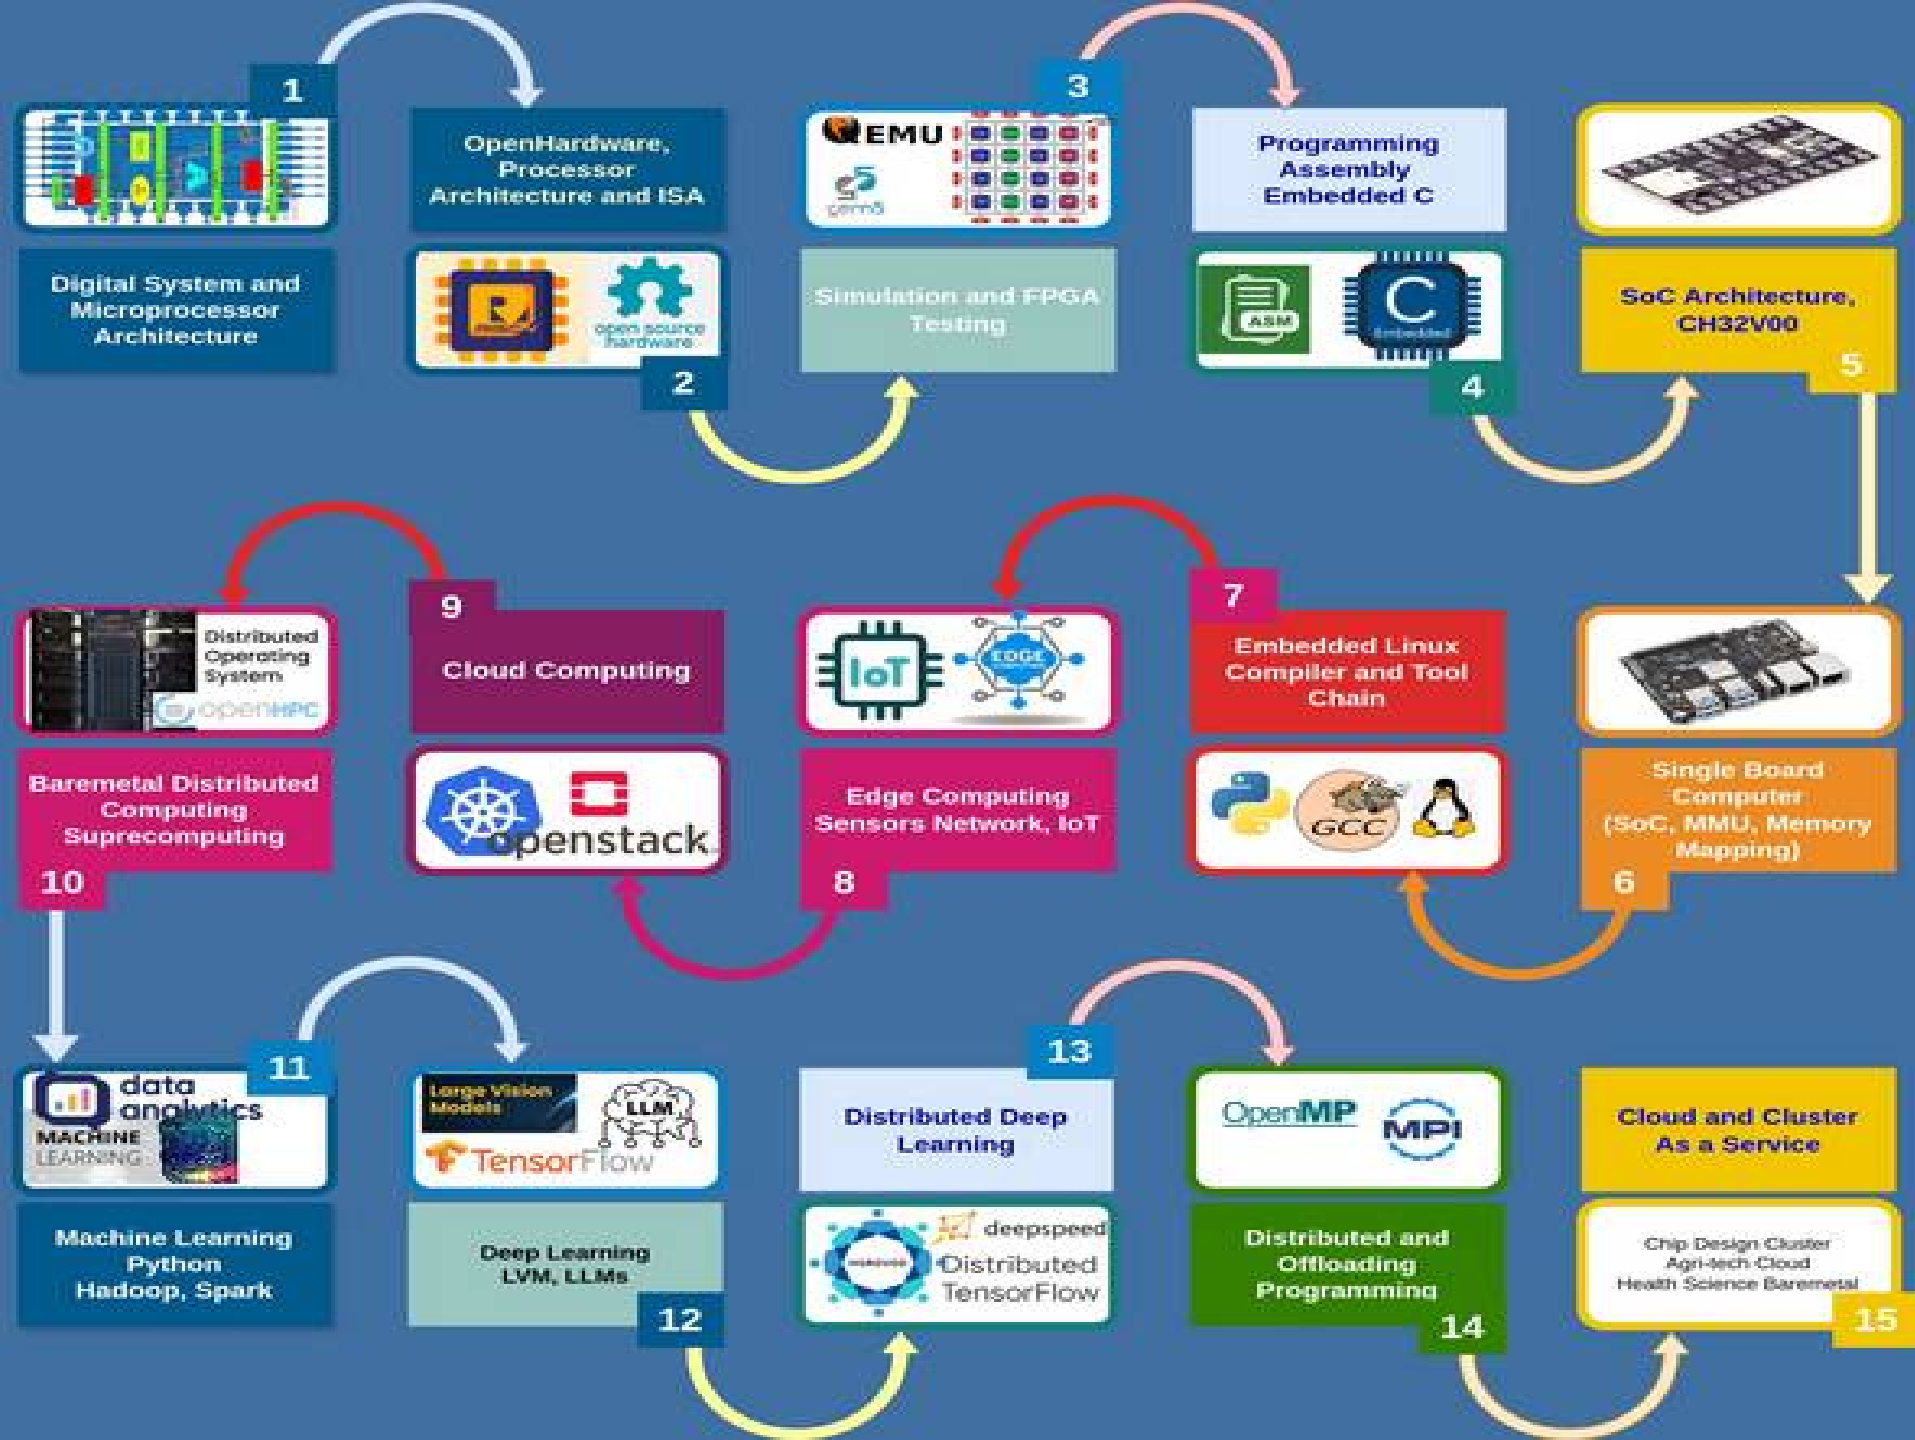 1
Digital System and
Microprocessor
Architecture
OpenHardware,
Processor
Architecture and ISA
open source
hardware
2
3
QEMU
gem5
Simulation and FPGA
Testing
Programming
Assembly
Embedded C
ASM
C
Embedded
4
SoC Architecture,
CH32V00
5
Single Board
Computer
(SoC, MMU, Memory
Mapping)
6
7
Embedded Linux
Compiler and Tool
Chain
GCC
IoT
EDGE
Edge Computing
Sensors Network, IoT
8
9
Cloud Computing
openstack.
Distributed
Operating
System
openHPC
Baremetal Distributed
Computing
Suprecomputing
10
11
data
analytics
MACHINE
LEARNING
Machine Learning
Python
Hadoop, Spark
Large Vision
Models
LLM
TensorFlow
Deep Learning
LVM, LLMs
12
13
Distributed Deep
Learning
deepspeed
HOROVOD
Distributed
TensorFlow
OpenMP
MPI
Distributed and
Offloading
Programming
14
Cloud and Cluster
As a Service
Chip Design Cluster
Agri-tech Cloud
Health Science Baremetal
15